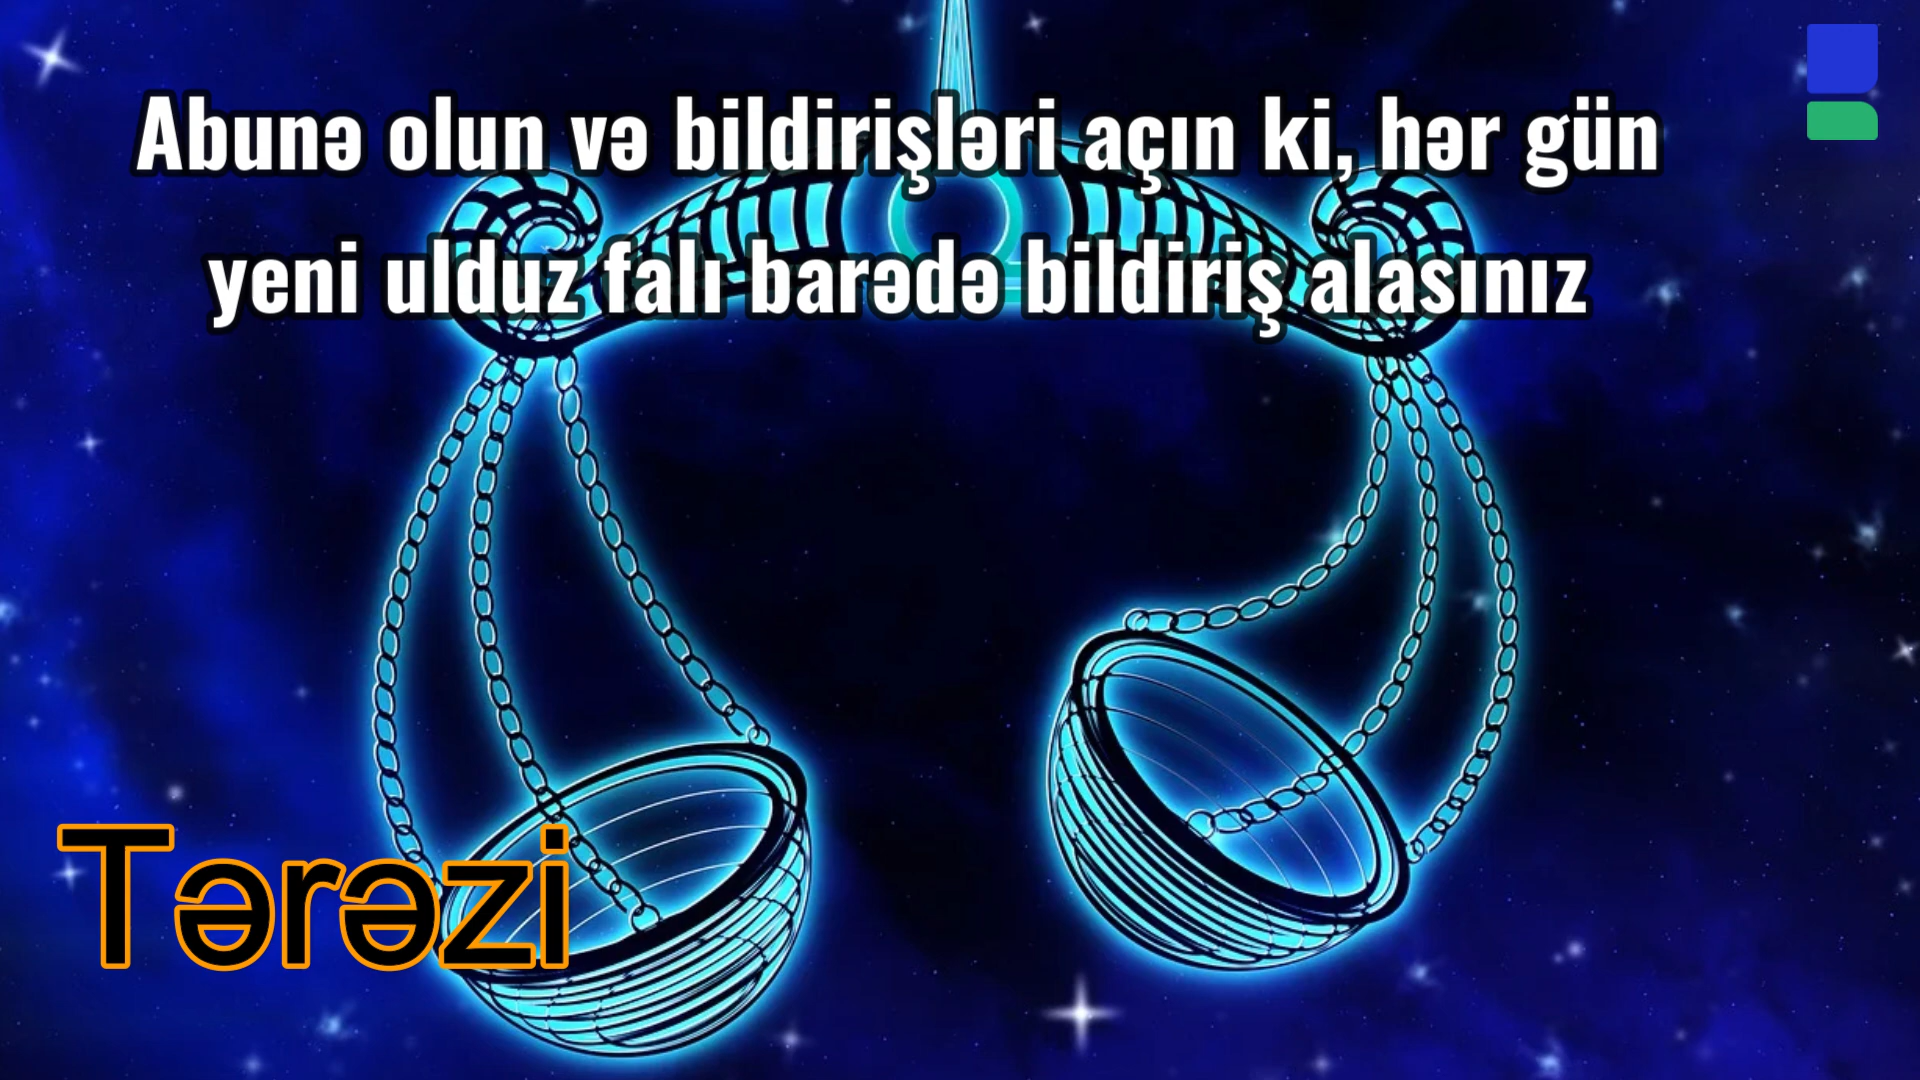 Abunə olun və bildirişləri açın ki, hər gün
yeni ulduz falı barədə bildiriş alasınız
Tərəzi